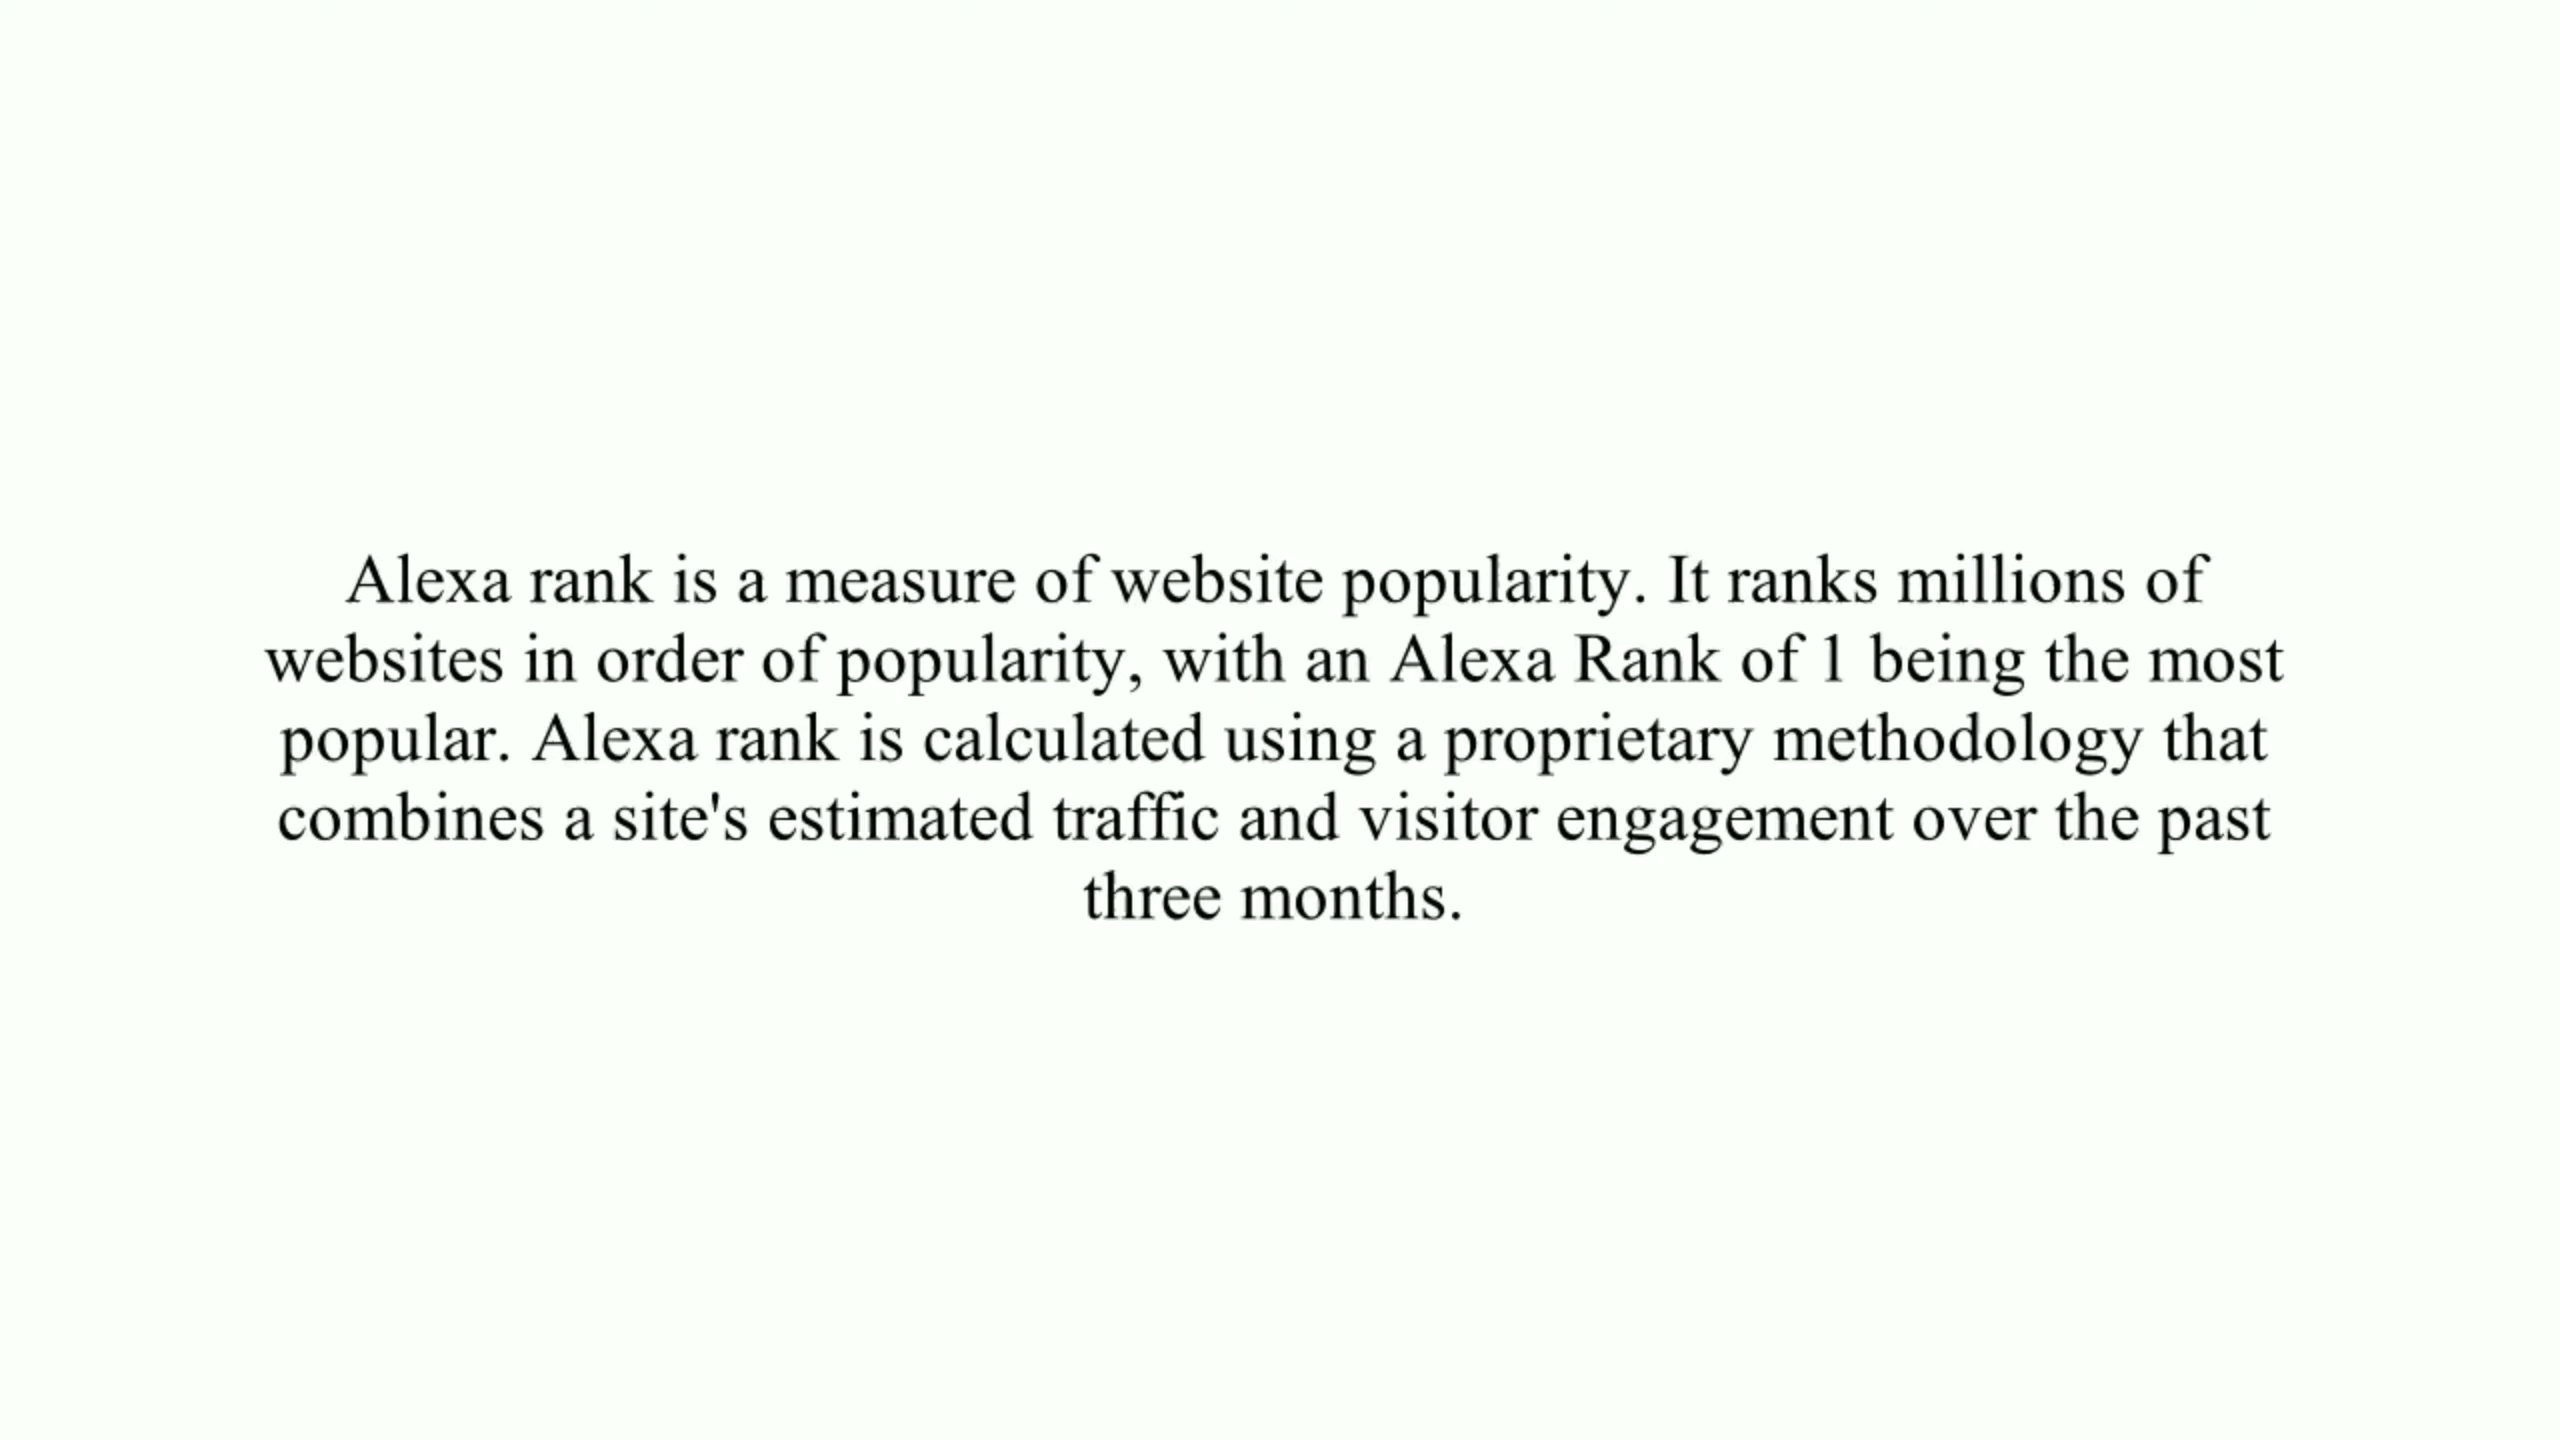 Alexa rank is a measure of website popularity. It ranks millions of
websites in order of popularity, with an Alexa Rank of 1 being the most
popular. Alexa rank is calculated using a proprietary methodology that
combines a site's estimated traffic and visitor engagement over the past
three months.